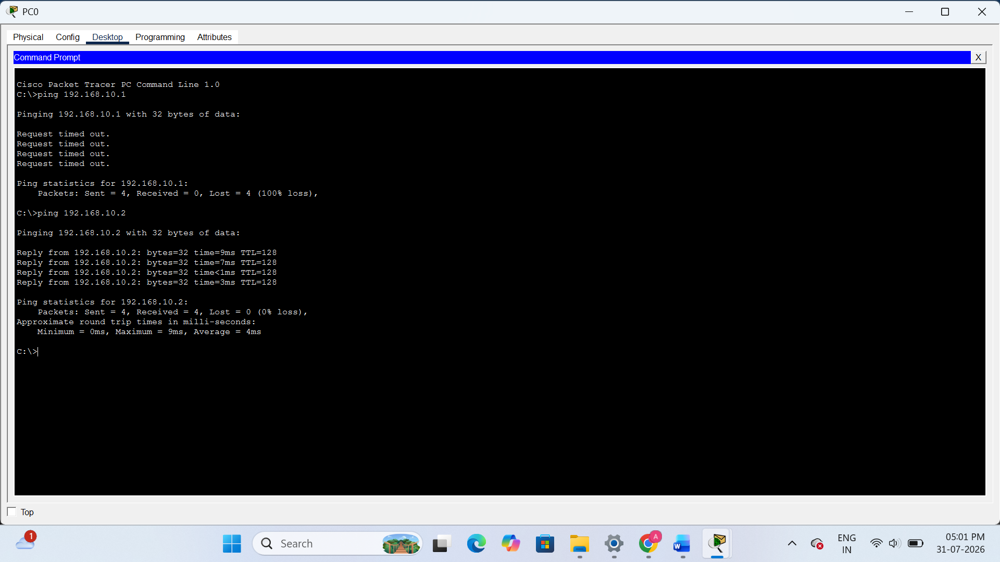 PC0
Physical Config Desktop Programming Attributes
Command Prompt
X
Cisco Packet Tracer PC Command Line 1.0
C:\>ping 192.168.10.1
Pinging 192.168.10.1 with 32 bytes of data:
Request timed out.
Request timed out.
Request timed out.
Request timed out.
Ping statistics for 192.168.10.1:
Packets: Sent = 4, Received = 0, Lost = 4 (100% loss),
C:\>ping 192.168.10.2
Pinging 192.168.10.2 with 32 bytes of data:
Reply from 192.168.10.2: bytes=32 time=9ms TTL=128
Reply from 192.168.10.2: bytes=32 time=7ms TTL=128
Reply from 192.168.10.2: bytes=32 time<1ms TTL=128
Reply from 192.168.10.2: bytes=32 time=3ms TTL=128
Ping statistics for 192.168.10.2:
Packets: Sent = 4, Received = 4, Lost = 0 (0% loss),
Approximate round trip times in milli-seconds:
Minimum = 0ms, Maximum = 9ms, Average = 4ms
C:\>
Top
1
Search
A
W
ENG
IN
05:01 PM
31-07-2026